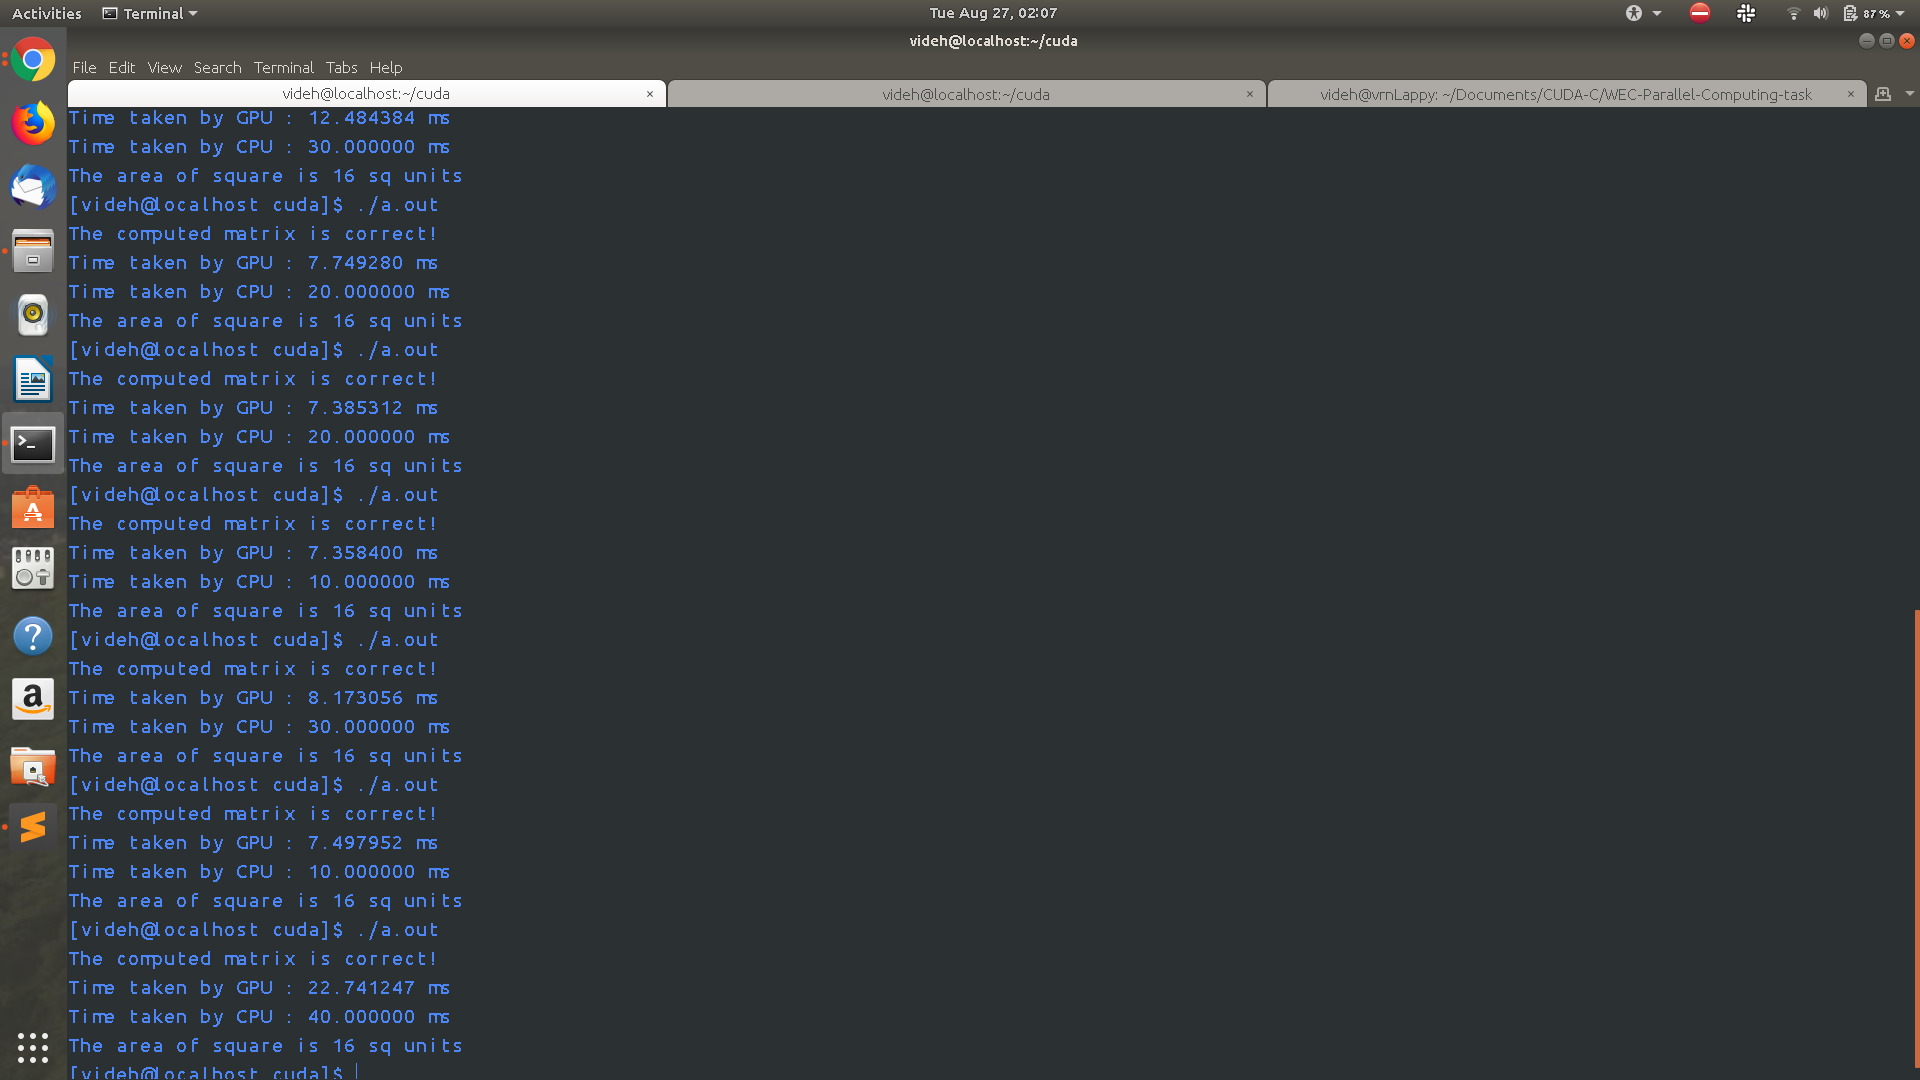 Activities
Terminal
Tue Aug 27, 02:07
87 %
videh@localhost:~/cuda
File Edit View Search Terminal Tabs Help
videh@localhost:~/cuda
videh@localhost:~/cuda
videh@vrnLappy: ~/Documents/CUDA-C/WEC-Parallel-Computing-task
Time taken by GPU : 12.484384 ms
Time taken by CPU : 30.000000 ms
The area of square is 16 sq units
[videh@localhost cuda]$ ./a.out
The computed matrix is correct!
Time taken by GPU : 7.749280 ms
Time taken by CPU : 20.000000 ms
The area of square is 16 sq units
[videh@localhost cuda]$ ./a.out
The computed matrix is correct!
Time taken by GPU : 7.385312 ms
Time taken by CPU : 20.000000 ms
The area of square is 16 sq units
[videh@localhost cuda]$ ./a.out
The computed matrix is correct!
Time taken by GPU : 7.358400 ms
Time taken by CPU : 10.000000 ms
The area of square is 16 sq units
[videh@localhost cuda]$ ./a.out
The computed matrix is correct!
Time taken by GPU : 8.173056 ms
Time taken by CPU : 30.000000 ms
The area of square is 16 sq units
[videh@localhost cuda]$ ./a.out
The computed matrix is correct!
Time taken by GPU : 7.497952 ms
Time taken by CPU : 10.000000 ms
The area of square is 16 sq units
[videh@localhost cuda]$ ./a.out
The computed matrix is correct!
Time taken by GPU : 22.741247 ms
Time taken by CPU : 40.000000 ms
The area of square is 16 sq units
[videh@localhost cuda]$